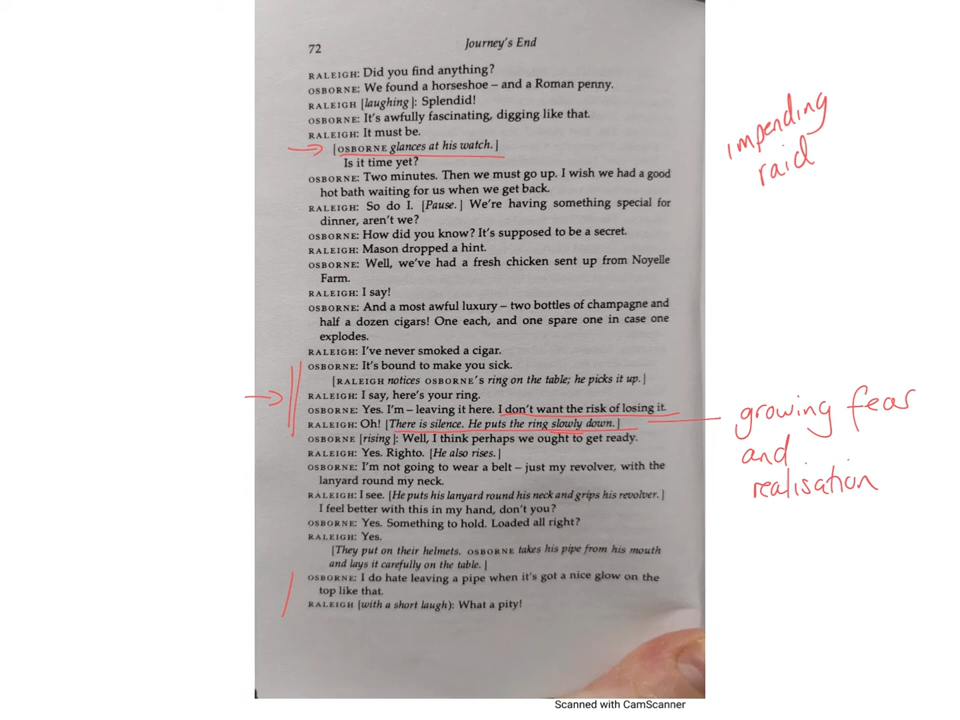 72
Journey's End
RALEIGH: Did you find anything?
OSBORNE: We found a horseshoe – and a Roman penny.
RALEIGH [laughing]: Splendid!
OSBORNE: It's awfully fascinating, digging like that.
RALEIGH: It must be.
[OSBORNE glances at his watch.]
Is it time yet?
OSBORNE: Two minutes. Then we must go up. I wish we had a good
hot bath waiting for us when we get back.
RALEIGH: So do I. [Pause.] We're having something special for
dinner, aren't we?
OSBORNE: How did you know? It's supposed to be a secret.
RALEIGH: Mason dropped a hint.
OSBORNE: Well, we've had a fresh chicken sent up from Noyelle
Farm.
RALEIGH: I say!
OSBORNE: And a most awful luxury – two bottles of champagne and
half a dozen cigars! One each, and one spare one in case one
explodes.
RALEIGH: I've never smoked a cigar.
OSBORNE: It's bound to make you sick.
[RALEIGH notices OSBORNE's ring on the table; he picks it up.]
RALEIGH: I say, here's your ring.
OSBORNE: Yes. I'm – leaving it here. I don't want the risk of losing it.
RALEIGH: Oh! [There is silence. He puts the ring slowly down.]
OSBORNE [rising]: Well, I think perhaps we ought to get ready.
RALEIGH: Yes. Righto. [He also rises.]
OSBORNE: I'm not going to wear a belt – just my revolver, with the
lanyard round my neck.
RALEIGH: I see. [He puts his lanyard round his neck and grips his revolver.]
I feel better with this in my hand, don't you?
OSBORNE: Yes. Something to hold. Loaded all right?
RALEIGH: Yes.
[They put on their helmets. OSBORNE takes his pipe from his mouth
and lays it carefully on the table.]
OSBORNE: I do hate leaving a pipe when it's got a nice glow on the
top like that.
RALEIGH (with a short laugh): What a pity!
impending
raid
growing fear
and
realisation
Scanned with CamScanner